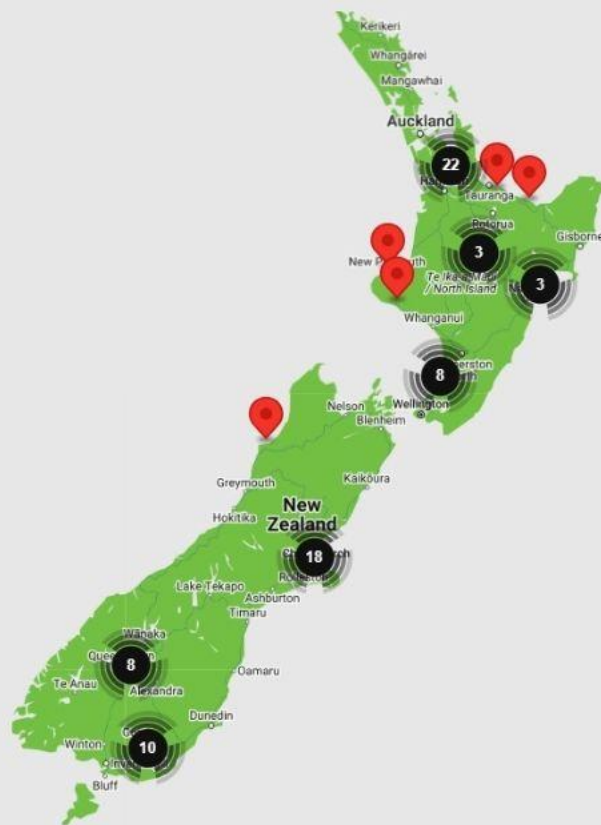 Kerikeri
Whangārei
Mangawhai
Auckland
22
Tauranga
Rotorua
Gisborne
3
New
Te Ika-a-Māui
/ North Island
3
Whanganui
8
Wellington
Nelson
Blenheim
Greymouth
Kaikōura
Hokitika
New
Zealand
18
Lake Tekapo
Ashburton
Timaru
Wānaka
8
Te Anau
Alexandra
Oamaru
Dunedin
Winton
10
Bluff